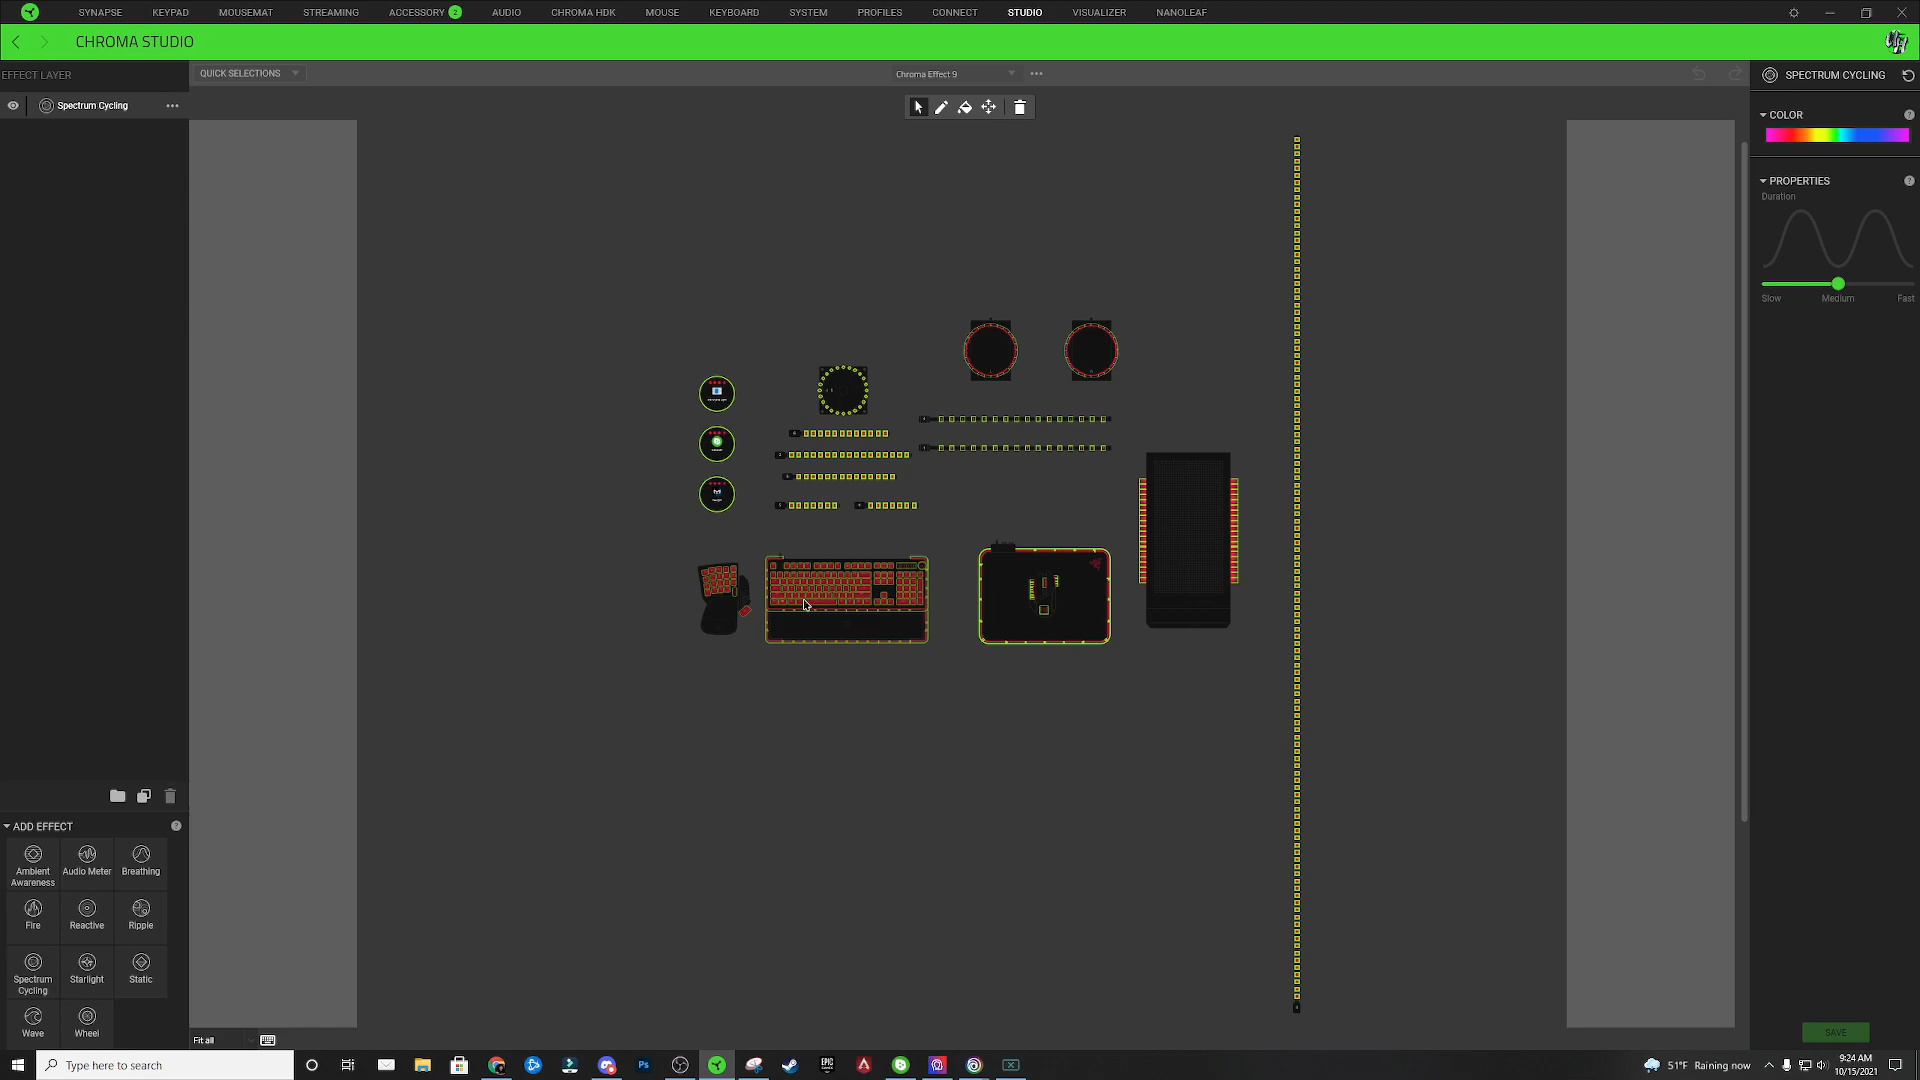 SYNAPSE KEYPAD MOUSEMAT STREAMING ACCESSORY 2 AUDIO CHROMA HDK MOUSE KEYBOARD SYSTEM PROFILES CONNECT STUDIO VISUALIZER NANOLEAF
CHROMA STUDIO
EFFECT LAYER
QUICK SELECTIONS
Chroma Effect 9
SPECTRUM CYCLING
Spectrum Cycling
COLOR
PROPERTIES
Duration
Slow Medium Fast
ADD EFFECT
Ambient Awareness
Audio Meter
Breathing
Fire
Reactive
Ripple
Spectrum Cycling
Starlight
Static
Wave
Wheel
Fit all
SAVE
Type here to search
Ps
EPIC GAMES
51°F Raining now
9:24 AM
10/15/2021